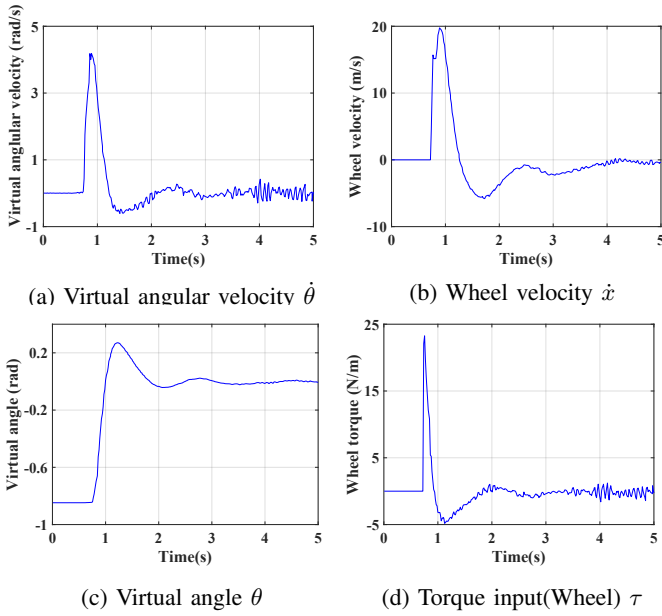 Virtual anglular velocity (rad/s)
4
1
-1
0 1 2 3 4 5
Time(s)
(a) Virtual angular velocity θ̇
Wheel velocity (m/s)
20
10
0
-10
0 1 2 3 4 5
Time(s)
(b) Wheel velocity ẋ
Virtual angle (rad)
0.2
-0.2
-0.6
-1
0 1 2 3 4 5
Time(s)
(c) Virtual angle θ
Wheel torque (N/m)
25
15
5
-5
0 1 2 3 4 5
Time(s)
(d) Torque input(Wheel) τ